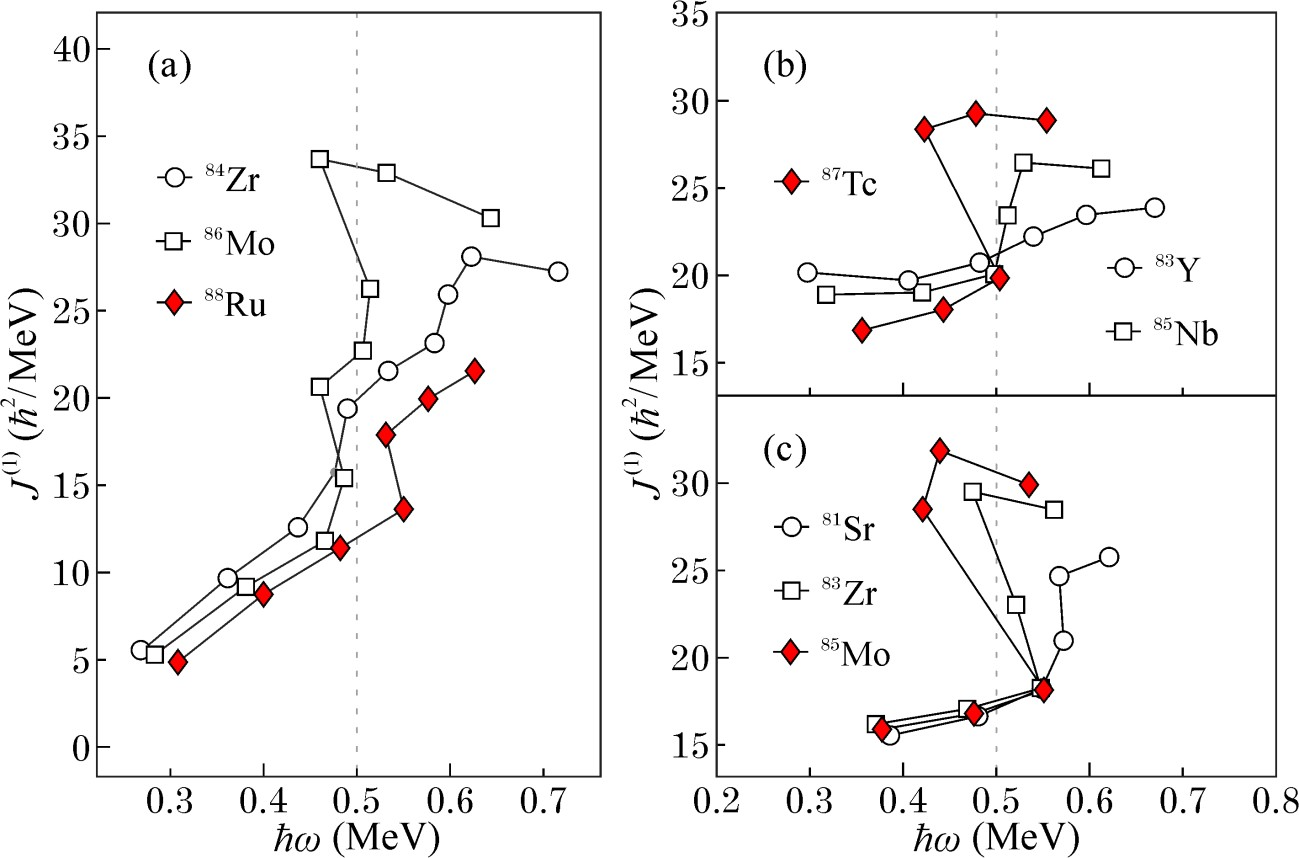 (a)
⁸⁴Zr
⁸⁶Mo
⁸⁸Ru
40
35
30
25
20
15
10
5
0
J⁽¹⁾ (ħ²/MeV)
0.3 0.4 0.5 0.6 0.7
ħω (MeV)
(b)
⁸⁷Tc
⁸³Y
⁸⁵Nb
35
30
25
20
15
J⁽¹⁾ (ħ²/MeV)
(c)
⁸¹Sr
⁸³Zr
⁸⁵Mo
30
25
20
15
0.2 0.3 0.4 0.5 0.6 0.7 0.8
ħω (MeV)